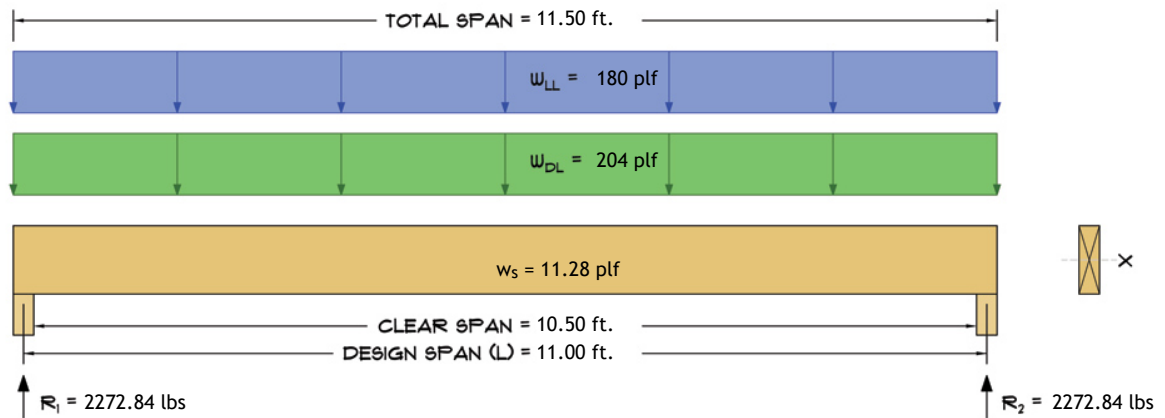 TOTAL SPAN = 11.50 ft.
wLL = 180 plf
wDL = 204 plf
ws = 11.28 plf
X
CLEAR SPAN = 10.50 ft.
DESIGN SPAN (L) = 11.00 ft.
R1 = 2272.84 lbs
R2 = 2272.84 lbs